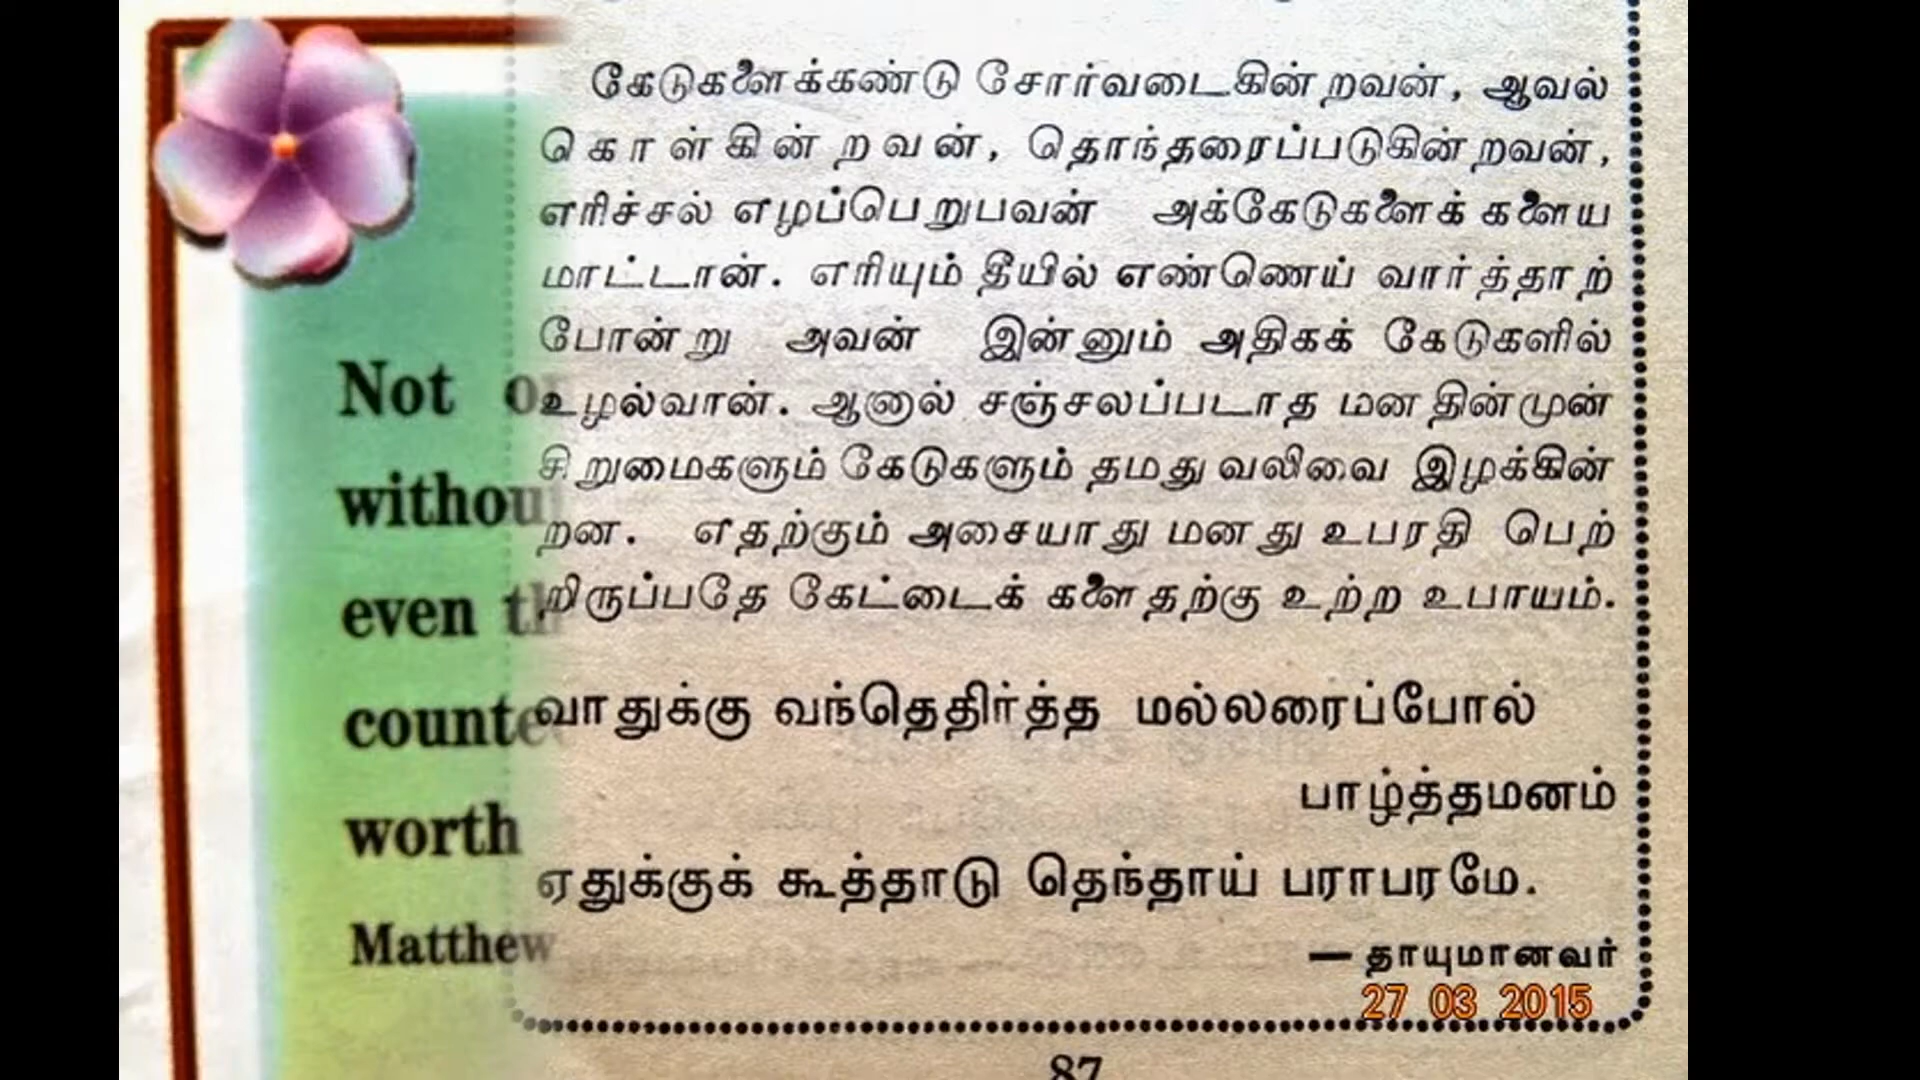 Not
without
even
counte
worth
Matthew
கேடுகளைக்கண்டு சோர்வடைகின்றவன், ஆவல்
கொள்கின்றவன், தொந்தரைப்படுகின்றவன்,
எரிச்சல் எழப்பெறுபவன் அக்கேடுகளைக் களைய
மாட்டான். எரியும் தீயில் எண்ணெய் வார்த்தாற்
போன்று அவன் இன்னும் அதிகக் கேடுகளில்
உழல்வான். ஆனால் சஞ்சலப்படாத மனதின்முன்
சிறுமைகளும் கேடுகளும் தமது வலிவை இழக்கின்
றன. எதற்கும் அசையாது மனது உபரதி பெற்
றிருப்பதே கேட்டைக் களைதற்கு உற்ற உபாயம்.
வாதுக்கு வந்தெதிர்த்த மல்லரைப்போல்
பாழ்த்தமனம்
ஏதுக்குக் கூத்தாடு தெந்தாய் பராபரமே.
— தாயுமானவர்
27 03 2015
87